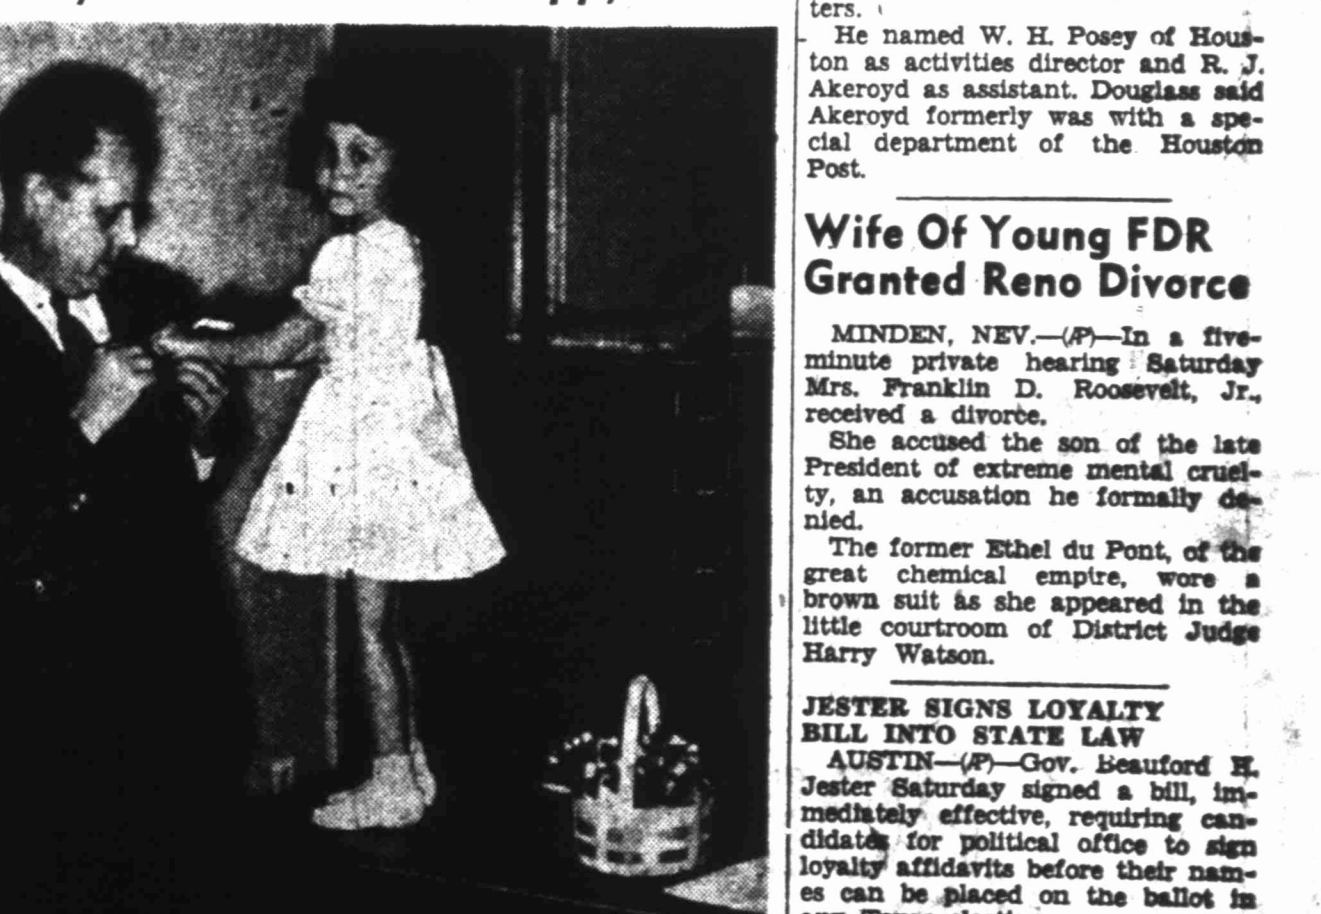 ters.
He named W. H. Posey of Hous-
ton as activities director and R. J.
Akeroyd as assistant. Douglass said
Akeroyd formerly was with a spe-
cial department of the Houston
Post.
Wife Of Young FDR
Granted Reno Divorce
MINDEN, NEV.—(AP)—In a five-
minute private hearing Saturday
Mrs. Franklin D. Roosevelt, Jr.,
received a divorce.
She accused the son of the late
President of extreme mental cruel-
ty, an accusation he formally de-
nied.
The former Ethel du Pont, of the
great chemical empire, wore a
brown suit as she appeared in the
little courtroom of District Judge
Harry Watson.
JESTER SIGNS LOYALTY
BILL INTO STATE LAW
AUSTIN—(AP)—Gov. Beauford H.
Jester Saturday signed a bill, im-
mediately effective, requiring can-
didates for political office to sign
loyalty affidavits before their nam-
es can be placed on the ballot in